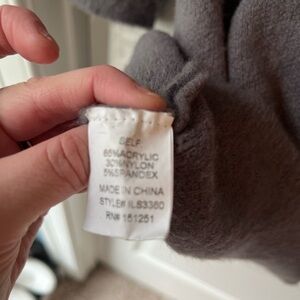 SELF
65%ACRYLIC
30%NYLON
5%SPANDEX
MADE IN CHINA
STYLE# ILS3360
RN# 151251